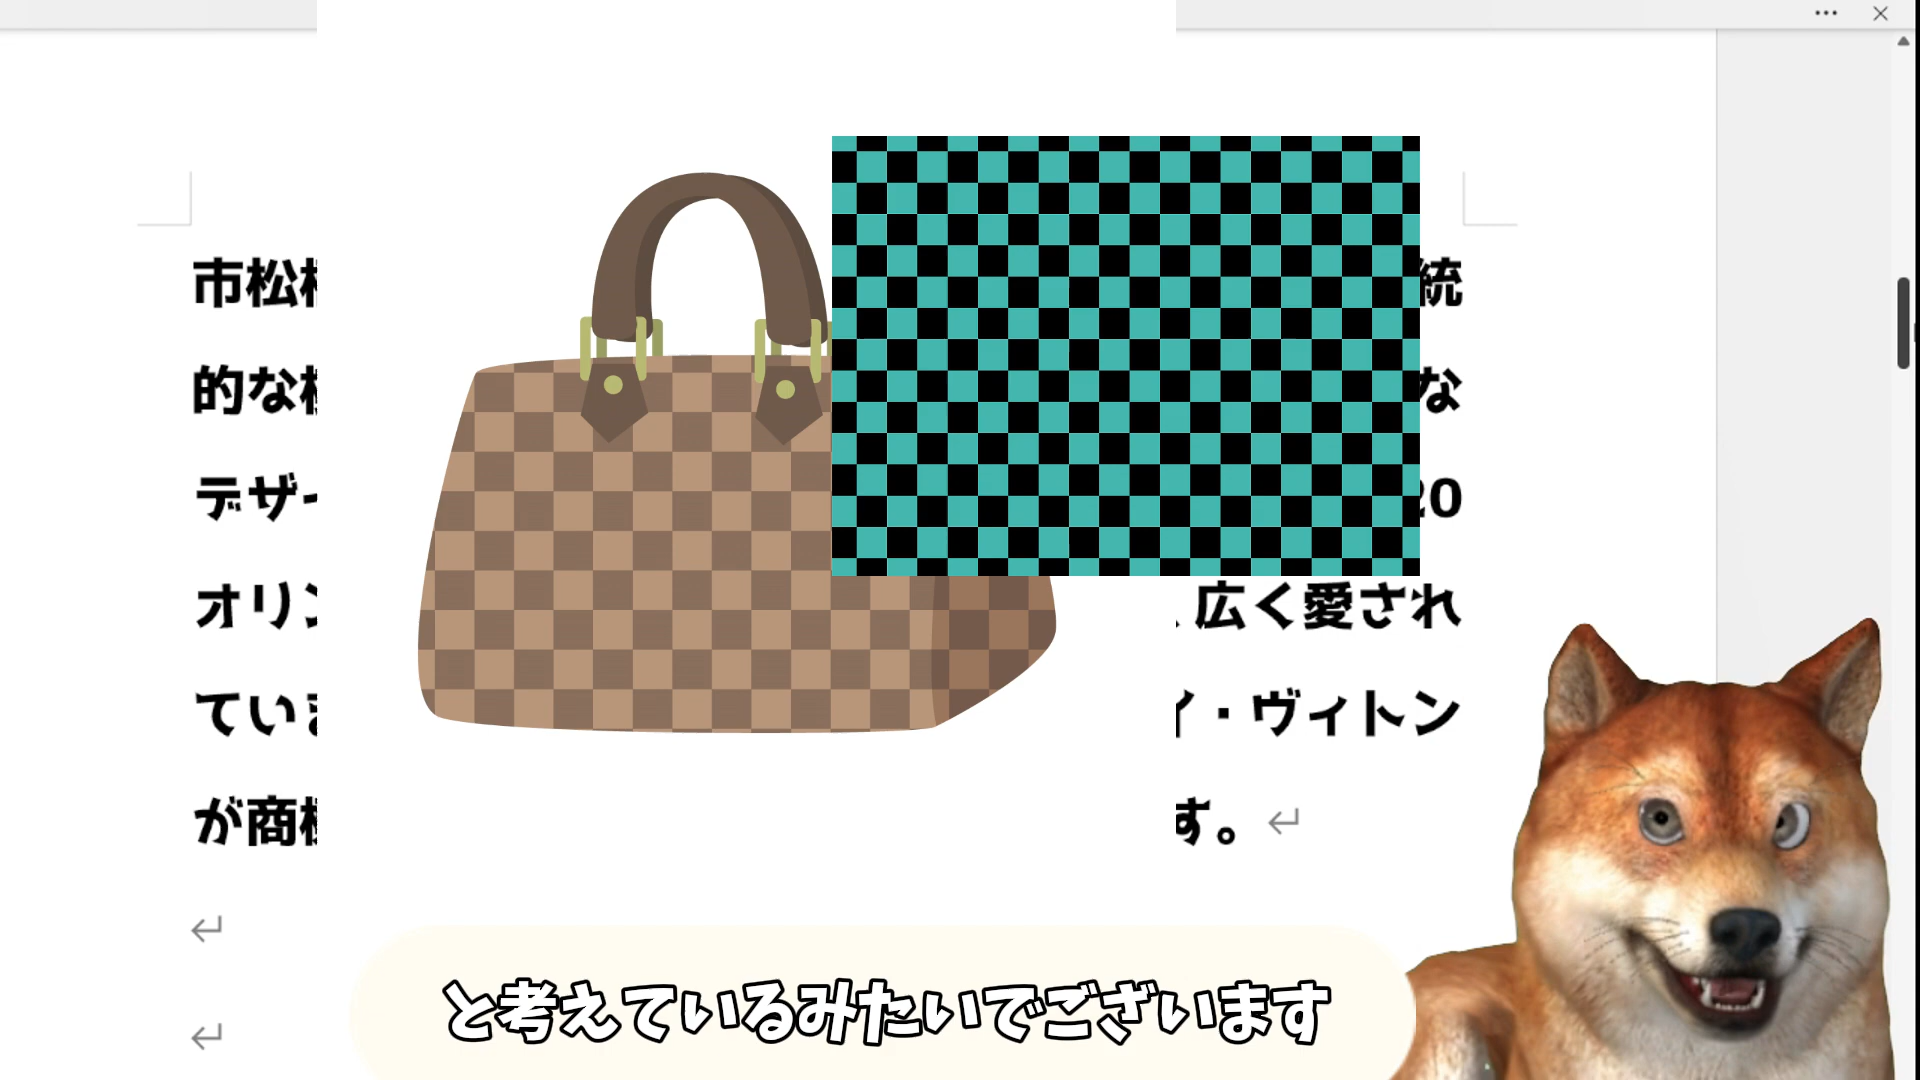 市松 統
的な な
デザ 20
オリン 広く愛され
てい イ・ヴィトン
が商 す。
と考えているみたいでございます